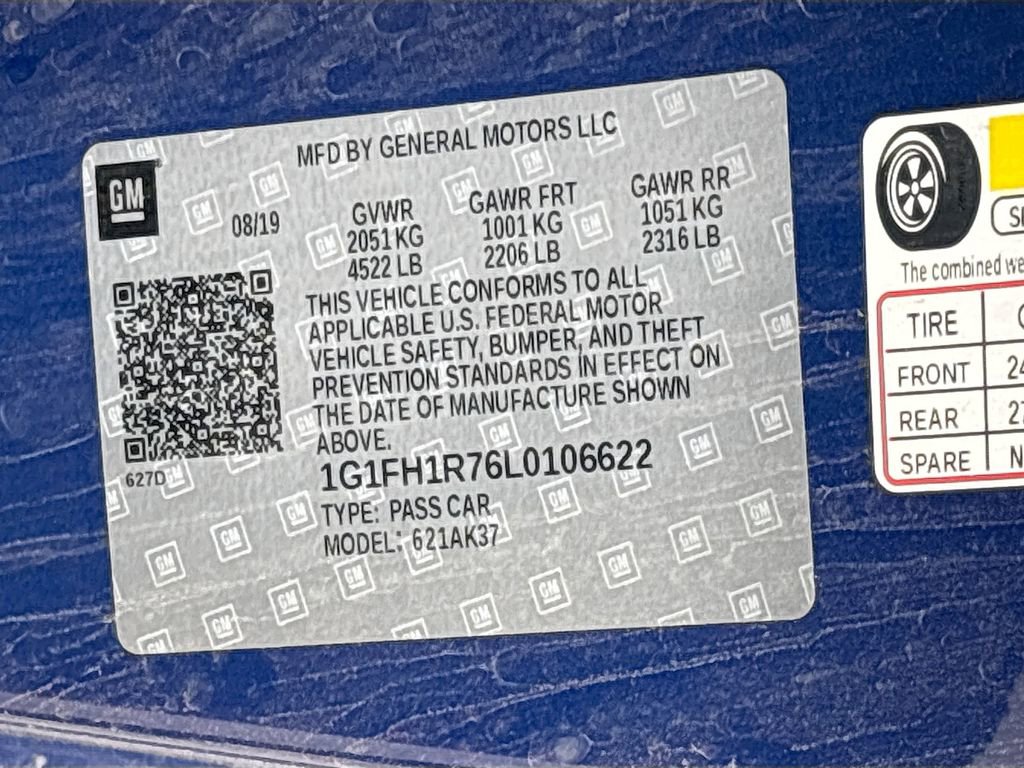 MFD BY GENERAL MOTORS LLC
GM
08/19
GVWR
2051 KG
4522 LB
GAWR FRT
1001 KG
2206 LB
GAWR RR
1051 KG
2316 LB
THIS VEHICLE CONFORMS TO ALL
APPLICABLE U.S. FEDERAL MOTOR
VEHICLE SAFETY, BUMPER, AND THEFT
PREVENTION STANDARDS IN EFFECT ON
THE DATE OF MANUFACTURE SHOWN
ABOVE.
627D
1G1FH1R76L0106622
TYPE: PASS CAR
MODEL: 621AK37
The combined
TIRE
FRONT 24
REAR 27
SPARE N